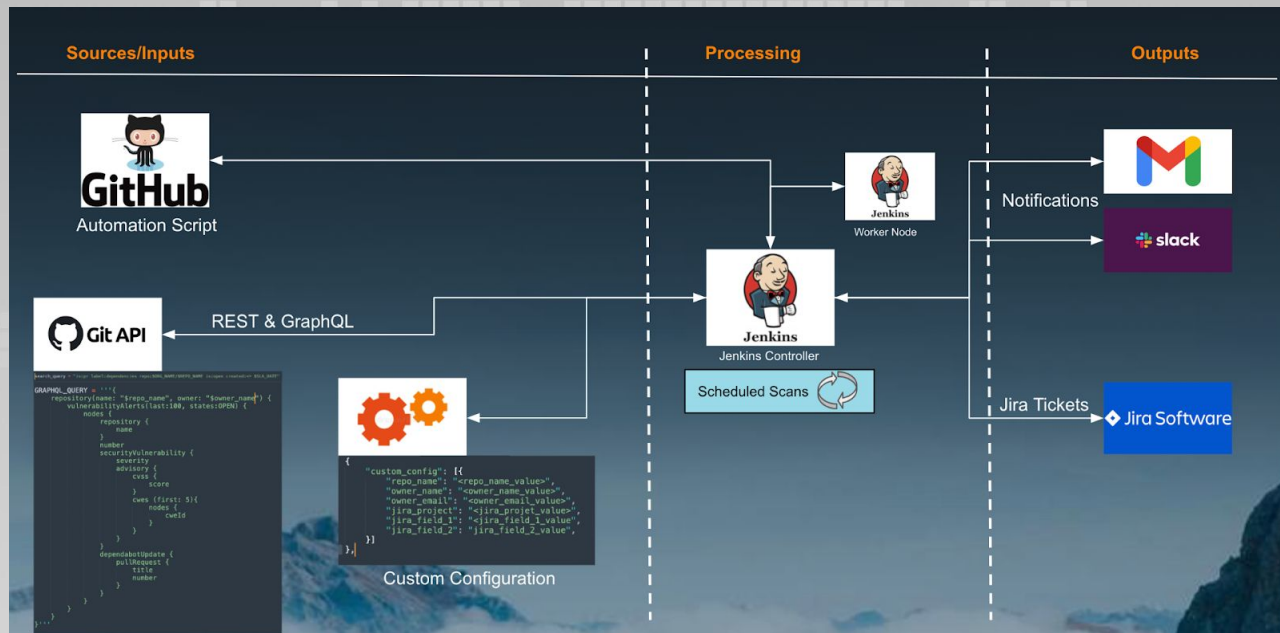 Sources/Inputs
Processing
Outputs
GitHub
Automation Script
Jenkins
Worker Node
Notifications
slack
Git API
REST & GraphQL
Jenkins
Jenkins Controller
Scheduled Scans
Jira Tickets
Jira Software
GRAPHQL_QUERY = '''{
repository(name: "$repo_name", owner: "$owner_name") {
vulnerabilityAlerts(last:100, states:OPEN) {
nodes {
repository {
name
}
number
securityVulnerability {
severity
advisory {
cvss {
score
}
cwes (first: 5){
nodes {
cweId
}
}
}
}
dependabotUpdate {
pullRequest {
title
number
}
}
}
}
}
}'''
{
"custom_config": [{
"repo_name": "<repo_name_value>",
"owner_name": "<owner_name_value>",
"owner_email": "<owner_email_value>",
"jira_project": "<jira_projet_value>",
"jira_field_1": "<jira_field_1_value",
"jira_field_2": "jira_field_2_value",
}]
},
Custom Configuration